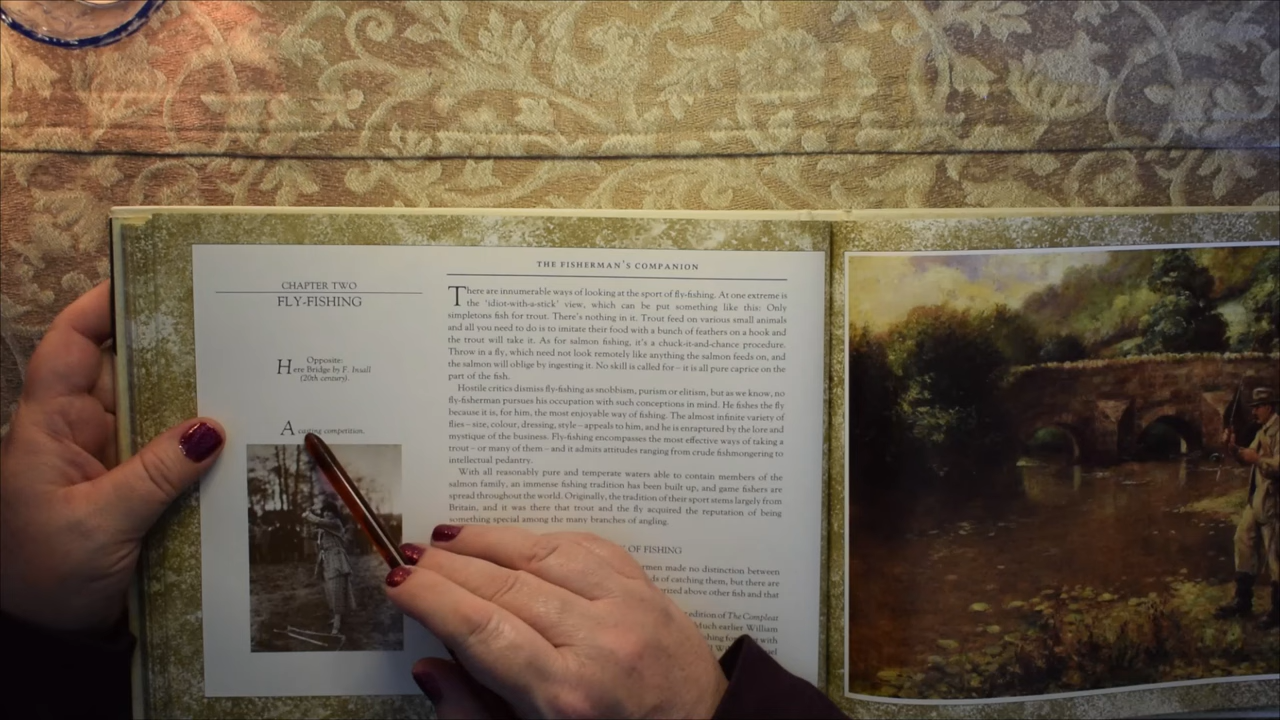 CHAPTER TWO
FLY-FISHING
Opposite:
Here Bridge by F. Insall
(20th century).
A casting competition.
THE FISHERMAN'S COMPANION
There are innumerable ways of looking at the sport of fly-fishing. At one extreme is
the 'idiot-with-a-stick' view, which can be put something like this: Only
simpletons fish for trout. There's nothing in it. Trout feed on various small animals
and all you need to do is to imitate their food with a bunch of feathers on a hook and
the trout will take it. As for salmon fishing, it's a chuck-it-and-chance procedure.
Throw in a fly, which need not look remotely like anything the salmon feeds on, and
the salmon will oblige by ingesting it. No skill is called for – it is all pure caprice on the
part of the fish.
Hostile critics dismiss fly-fishing as snobbism, purism or elitism, but as we know, no
fly-fisherman pursues his occupation with such conceptions in mind. He fishes the fly
because it is, for him, the most enjoyable way of fishing. The almost infinite variety of
flies – size, colour, dressing, style – appeals to him, and he is enraptured by the lore and
mystique of the business. Fly-fishing encompasses the most effective ways of taking a
trout – or many of them – and it admits attitudes ranging from crude fishmongering to
intellectual pedantry.
With all reasonably pure and temperate waters able to contain members of the
salmon family, an immense fishing tradition has been built up, and game fishers are
spread throughout the world. Originally, the tradition of their sport stems largely from
Britain, and it was there that trout and the fly acquired the reputation of being
something special among the many branches of angling.
OF FISHING
made no distinction between
of catching them, but there are
above other fish and that
edition of The Compleat
Much earlier William
with